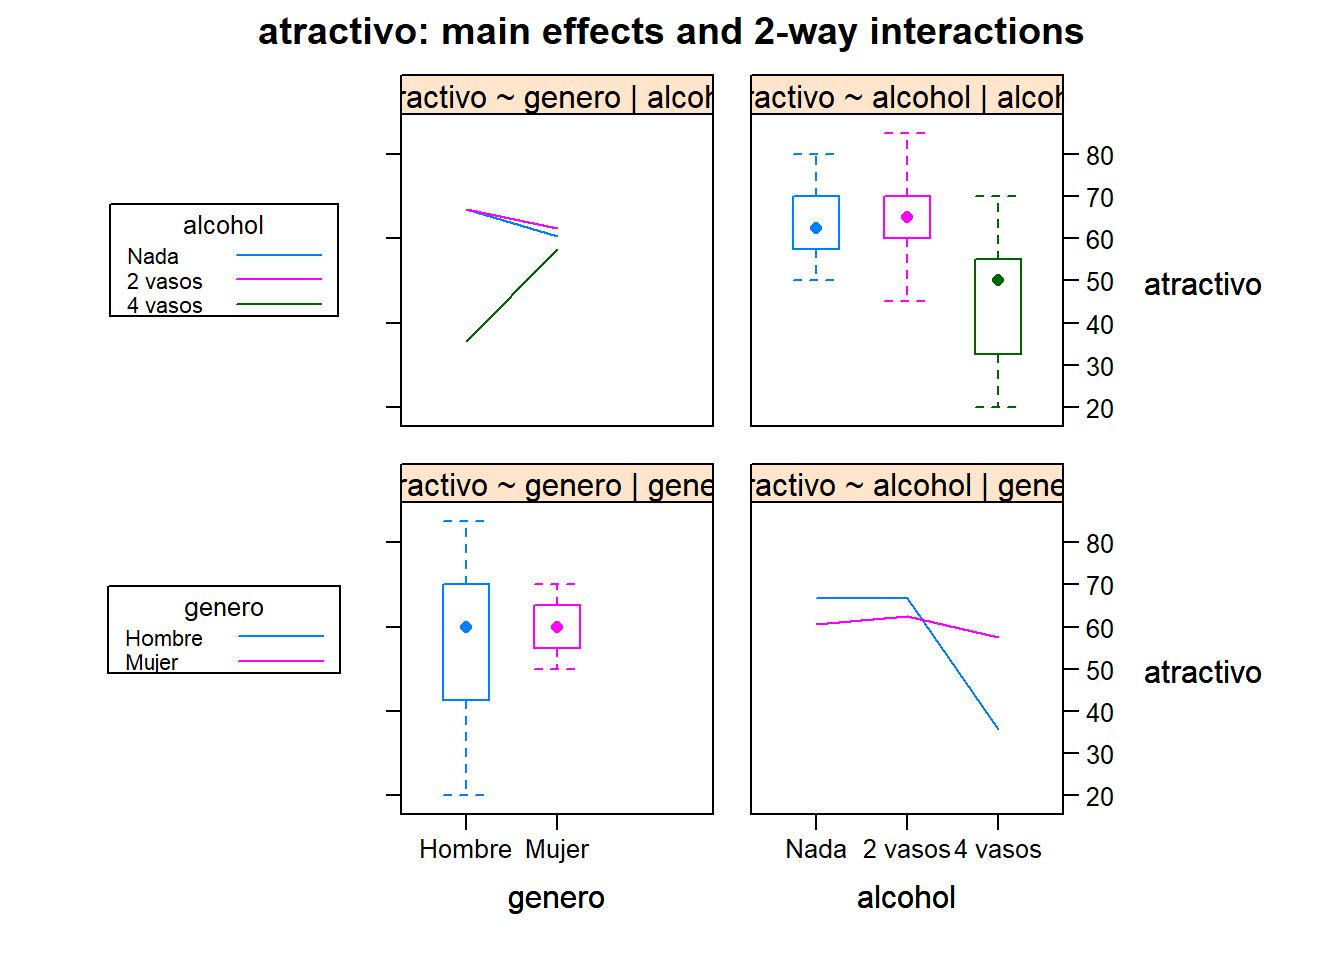 atractivo: main effects and 2-way interactions
ractivo ~ genero | alcoh
ractivo ~ alcohol | alcoh
alcohol
Nada
2 vasos
4 vasos
80
70
60
50
40
30
20
atractivo
ractivo ~ genero | gene
ractivo ~ alcohol | gene
genero
Hombre
Mujer
80
70
60
50
40
30
20
atractivo
Hombre Mujer
Nada 2 vasos 4 vasos
genero
alcohol